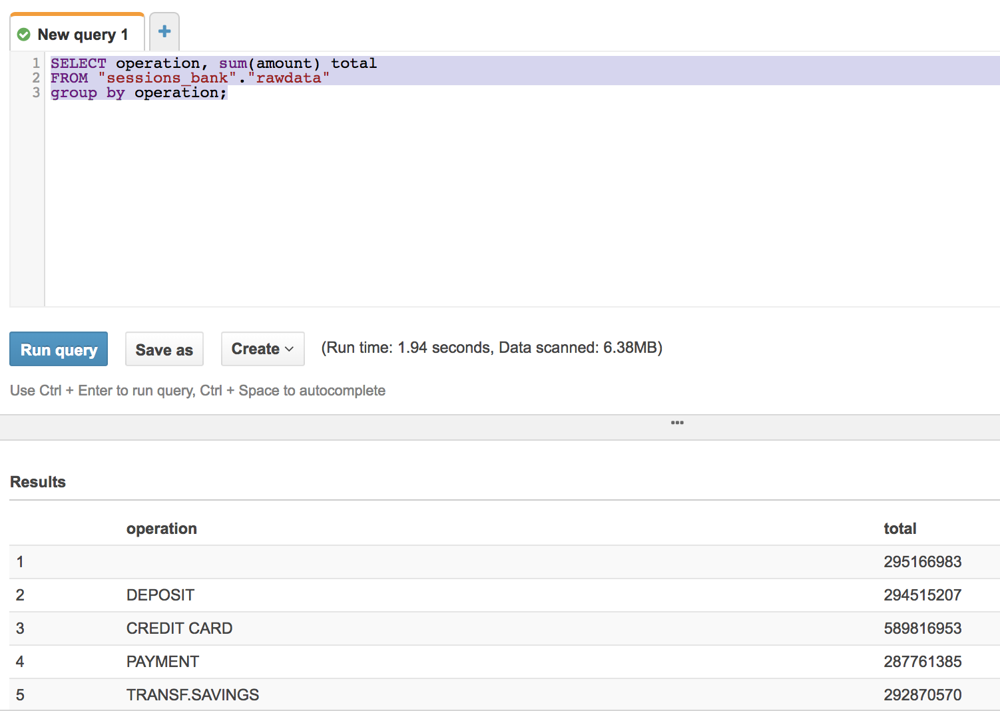 New query 1
+
1 SELECT operation, sum(amount) total
2 FROM "sessions_bank"."rawdata"
3 group by operation;
Run query Save as Create (Run time: 1.94 seconds, Data scanned: 6.38MB)
Use Ctrl + Enter to run query, Ctrl + Space to autocomplete
Results
operation total
1 295166983
2 DEPOSIT 294515207
3 CREDIT CARD 589816953
4 PAYMENT 287761385
5 TRANSF.SAVINGS 292870570